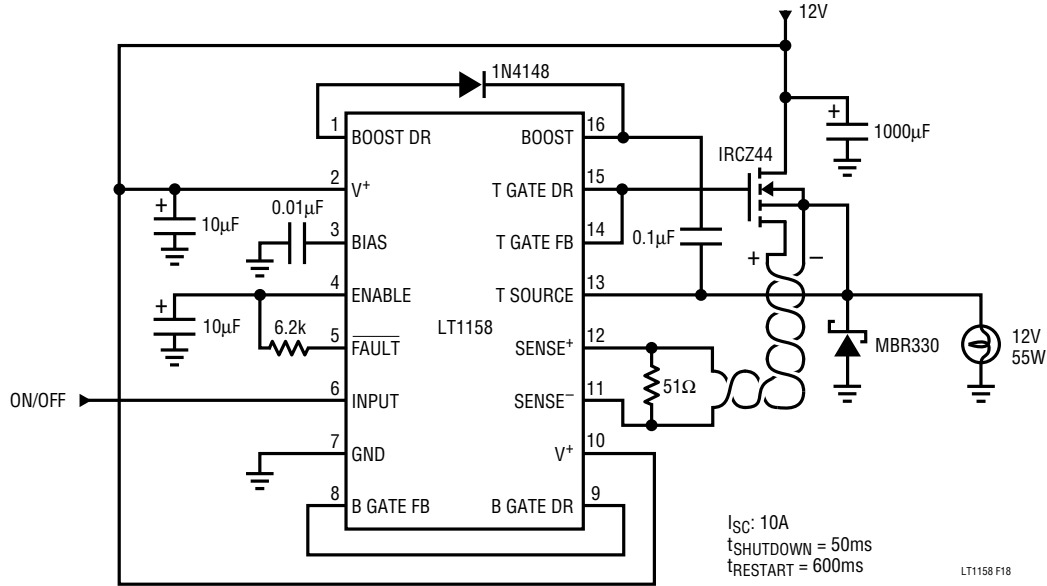 12V
1N4148
1
BOOST DR
BOOST
16
+
1000µF
IRCZ44
2
V+
T GATE DR
15
+
10µF
0.01µF
3
BIAS
T GATE FB
14
0.1µF
+
–
4
ENABLE
T SOURCE
13
+
10µF
6.2k
5
FAULT
LT1158
SENSE+
12
MBR330
12V
55W
ON/OFF
6
INPUT
51Ω
SENSE–
11
7
GND
V+
10
8
B GATE FB
B GATE DR
9
ISC: 10A
tSHUTDOWN = 50ms
tRESTART = 600ms
LT1158 F18